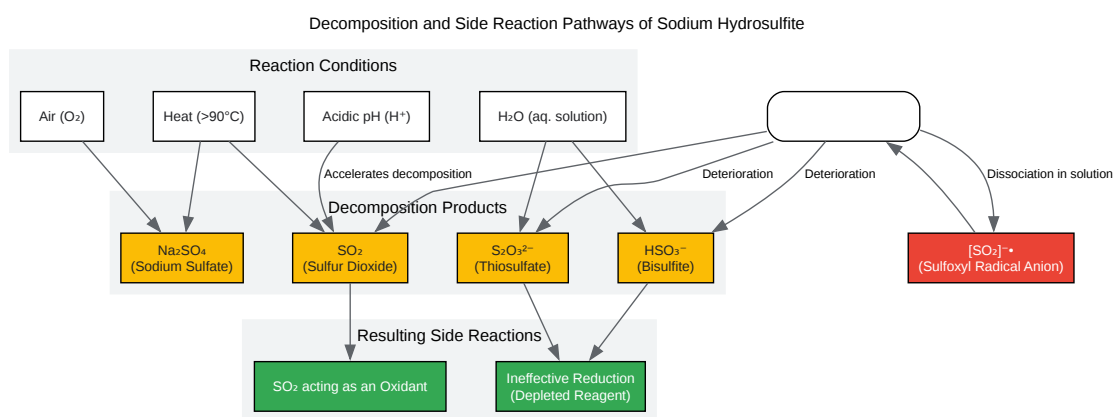 Decomposition and Side Reaction Pathways of Sodium Hydrosulfite
Reaction Conditions
Air (O₂)
Heat (>90°C)
Acidic pH (H⁺)
H₂O (aq. solution)
Accelerates decomposition
Deterioration
Deterioration
Dissociation in solution
Decomposition Products
Na₂SO₄
(Sodium Sulfate)
SO₂
(Sulfur Dioxide)
S₂O₃²⁻
(Thiosulfate)
HSO₃⁻
(Bisulfite)
[SO₂]⁻•
(Sulfoxyl Radical Anion)
Resulting Side Reactions
SO₂ acting as an Oxidant
Ineffective Reduction
(Depleted Reagent)